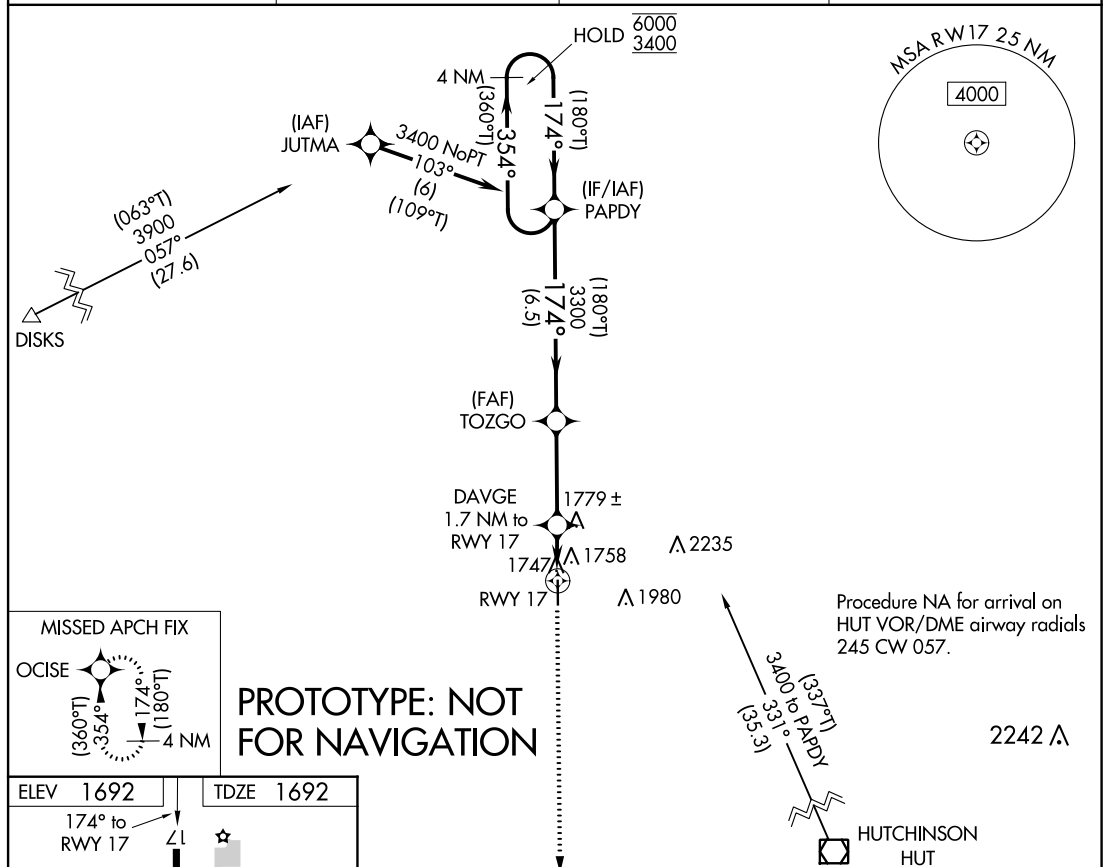 HOLD 6000
3400
4 NM
(360°T)
354°
174°
(180°T)
MSA RW17 25 NM
4000
(IAF)
JUTMA
3400 NoPT
103°
(6)
(109°T)
(IF/IAF)
PAPDY
(063°T)
3900
057°
(27.6)
DISKS
(180°T)
3300
174°
(6.5)
(FAF)
TOZGO
DAVGE
1.7 NM to
RWY 17
1779 ±
1747
1758
2235
RWY 17
1980
Procedure NA for arrival on
HUT VOR/DME airway radials
245 CW 057.
MISSED APCH FIX
OCISE
(360°T)
354°
174°
(180°T)
4 NM
PROTOTYPE: NOT
FOR NAVIGATION
(337°T)
3400 to PAPDY
331°
(35.3)
2242
HUTCHINSON
HUT
ELEV 1692
TDZE 1692
174° to
RWY 17
17